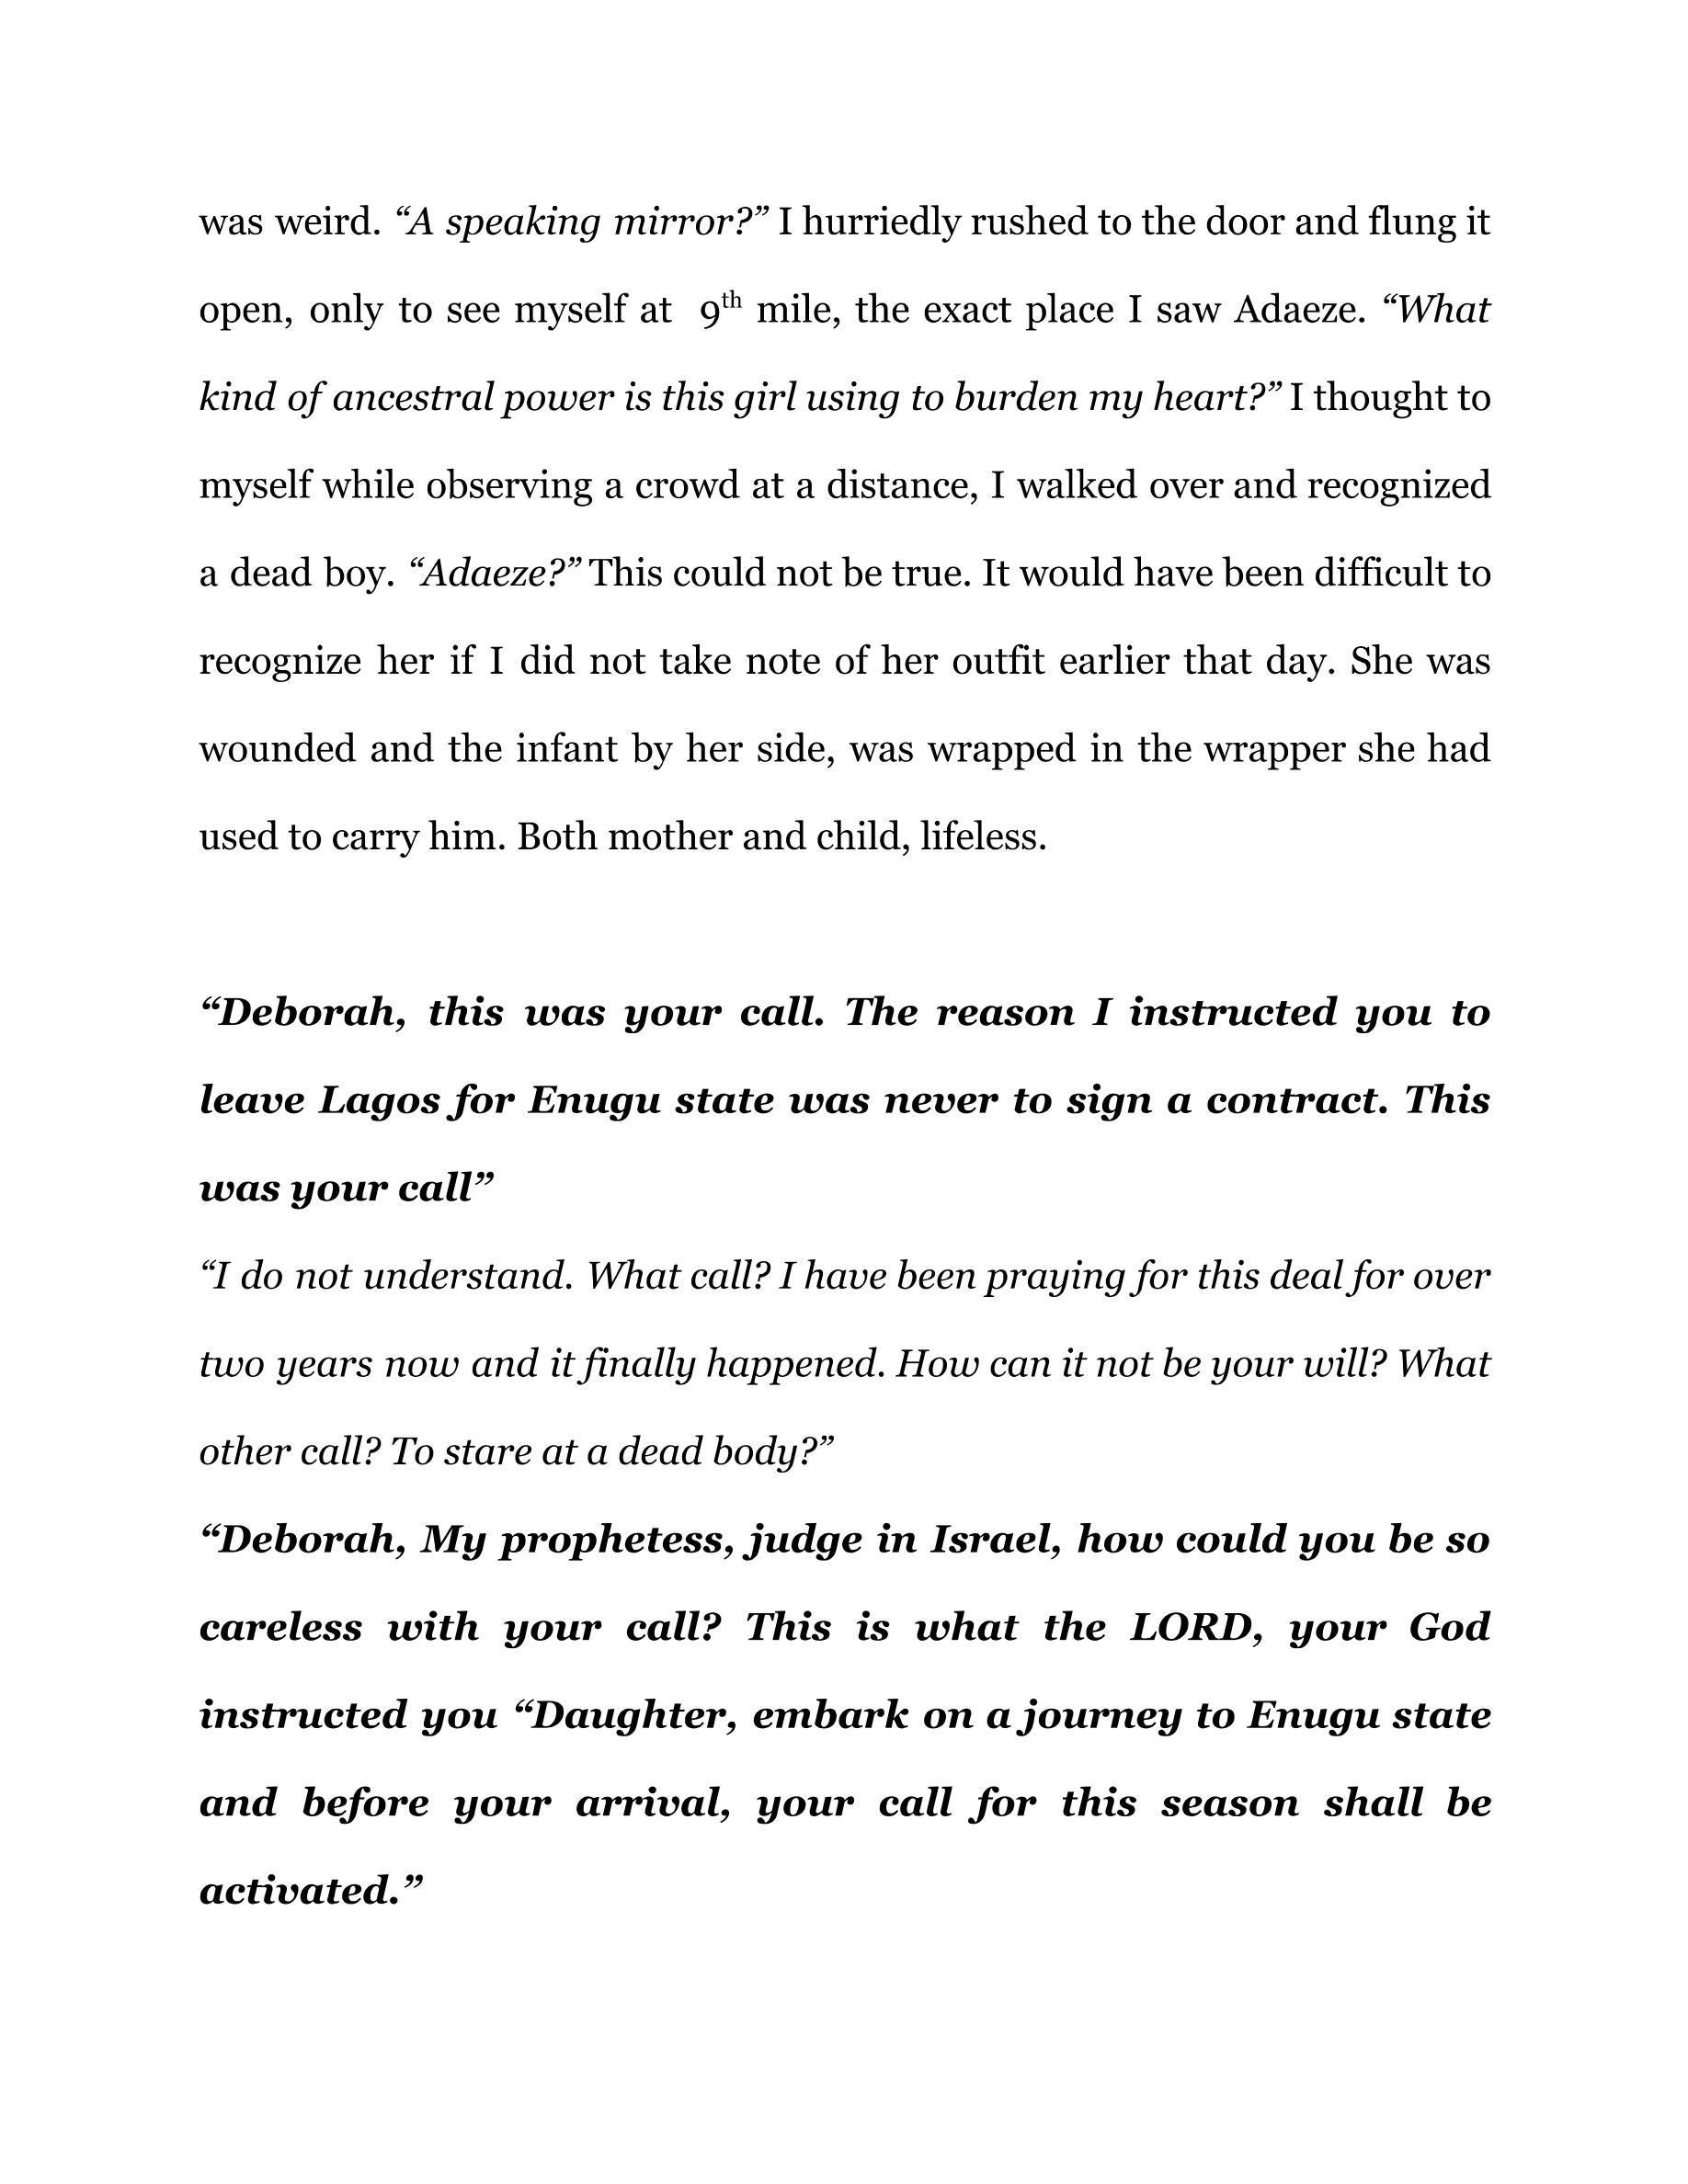 was weird. “A speaking mirror?” I hurriedly rushed to the door and flung it
open, only to see myself at 9th mile, the exact place I saw Adaeze. “What
kind of ancestral power is this girl using to burden my heart?” I thought to
myself while observing a crowd at a distance, I walked over and recognized
a dead boy. “Adaeze?” This could not be true. It would have been difficult to
recognize her if I did not take note of her outfit earlier that day. She was
wounded and the infant by her side, was wrapped in the wrapper she had
used to carry him. Both mother and child, lifeless.
“Deborah, this was your call. The reason I instructed you to
leave Lagos for Enugu state was never to sign a contract. This
was your call”
“I do not understand. What call? I have been praying for this deal for over
two years now and it finally happened. How can it not be your will? What
other call? To stare at a dead body?”
“Deborah, My prophetess, judge in Israel, how could you be so
careless with your call? This is what the LORD, your God
instructed you “Daughter, embark on a journey to Enugu state
and before your arrival, your call for this season shall be
activated.”